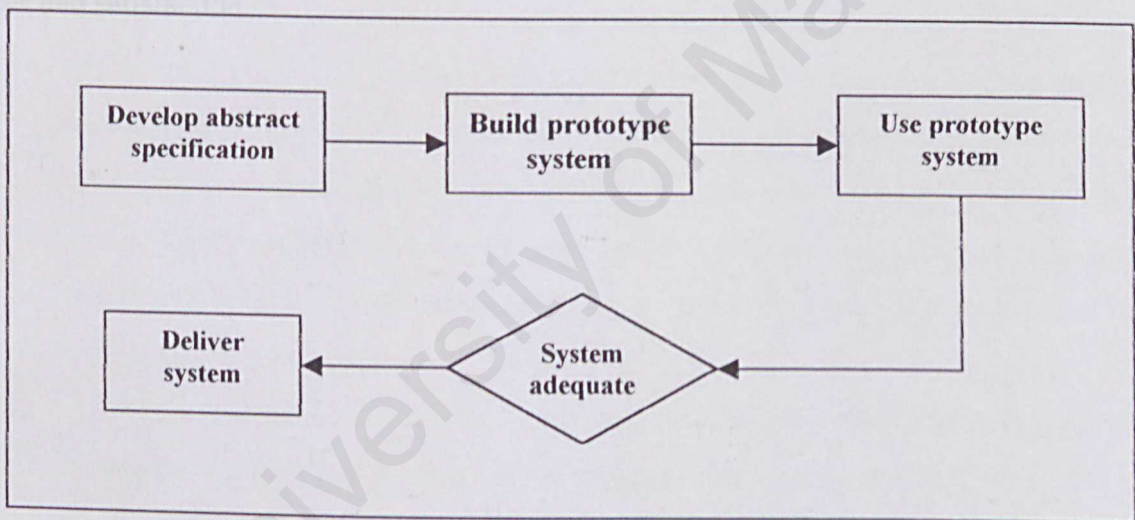 Develop abstract
specification
Build prototype
system
Use prototype
system
System
adequate
Deliver
system